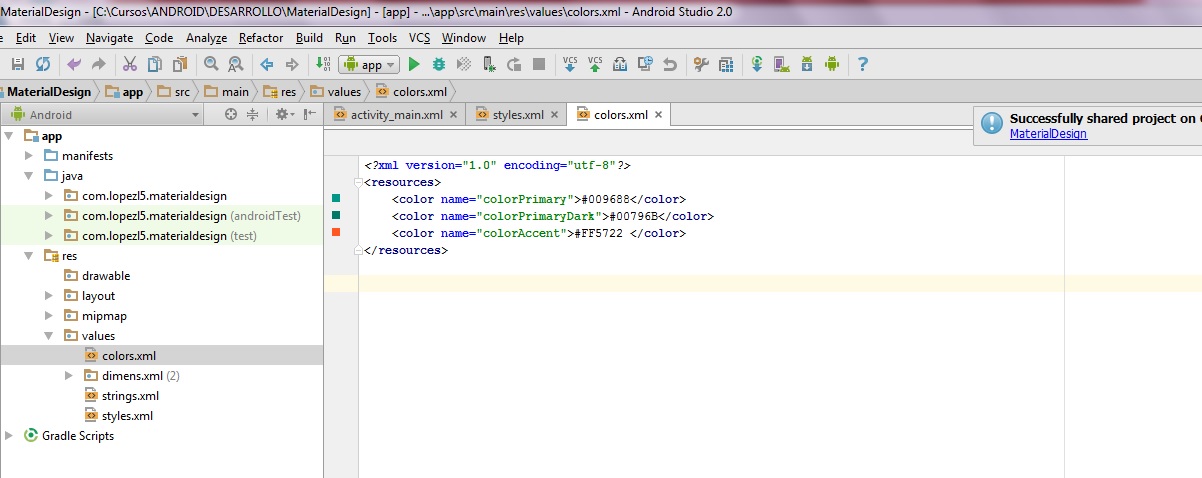 MaterialDesign - [C:\Cursos\ANDROID\DESARROLLO\MaterialDesign] - [app] - ...\app\src\main\res\values\colors.xml - Android Studio 2.0
Edit View Navigate Code Analyze Refactor Build Run Tools VCS Window Help
app VCS VCS ?
MaterialDesign app src main res values colors.xml
Android activity_main.xml styles.xml colors.xml
Successfully shared project on
MaterialDesign
app
manifests
java
com.lopezl5.materialdesign
com.lopezl5.materialdesign (androidTest)
com.lopezl5.materialdesign (test)
res
drawable
layout
mipmap
values
colors.xml
dimens.xml (2)
strings.xml
styles.xml
Gradle Scripts
<?xml version="1.0" encoding="utf-8"?>
<resources>
<color name="colorPrimary">#009688</color>
<color name="colorPrimaryDark">#00796B</color>
<color name="colorAccent">#FF5722 </color>
</resources>